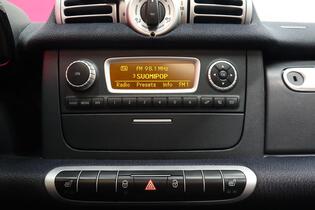 FM 98.1 MHz
SUOMIPOP
Radio Presets Info FM1